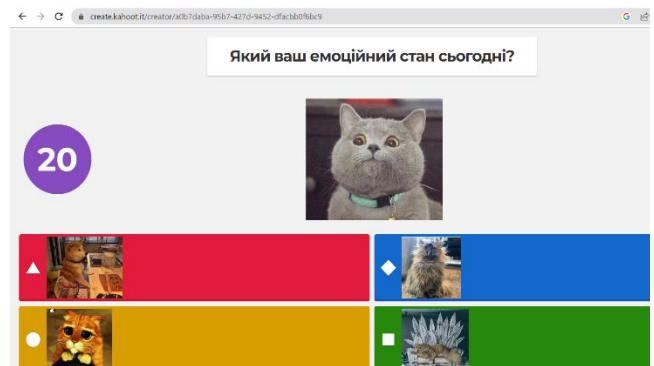 create.kahoot.it/creator/a0b7daba-95b7-427d-9452-dfacbb0f6bc9
Який ваш емоційний стан сьогодні?
20